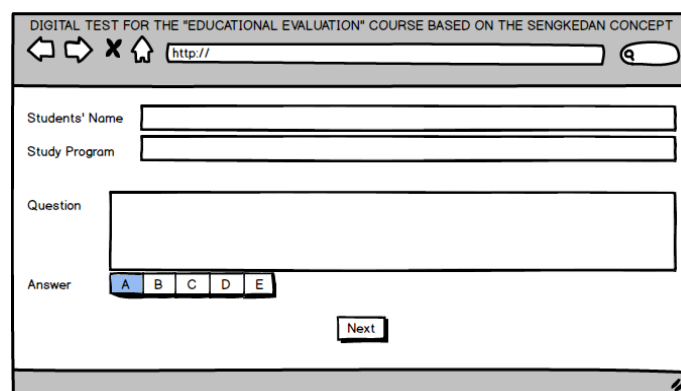 DIGITAL TEST FOR THE "EDUCATIONAL EVALUATION" COURSE BASED ON THE SENGKEDAN CONCEPT
http://
Students' Name
Study Program
Question
Answer A B C D E
Next